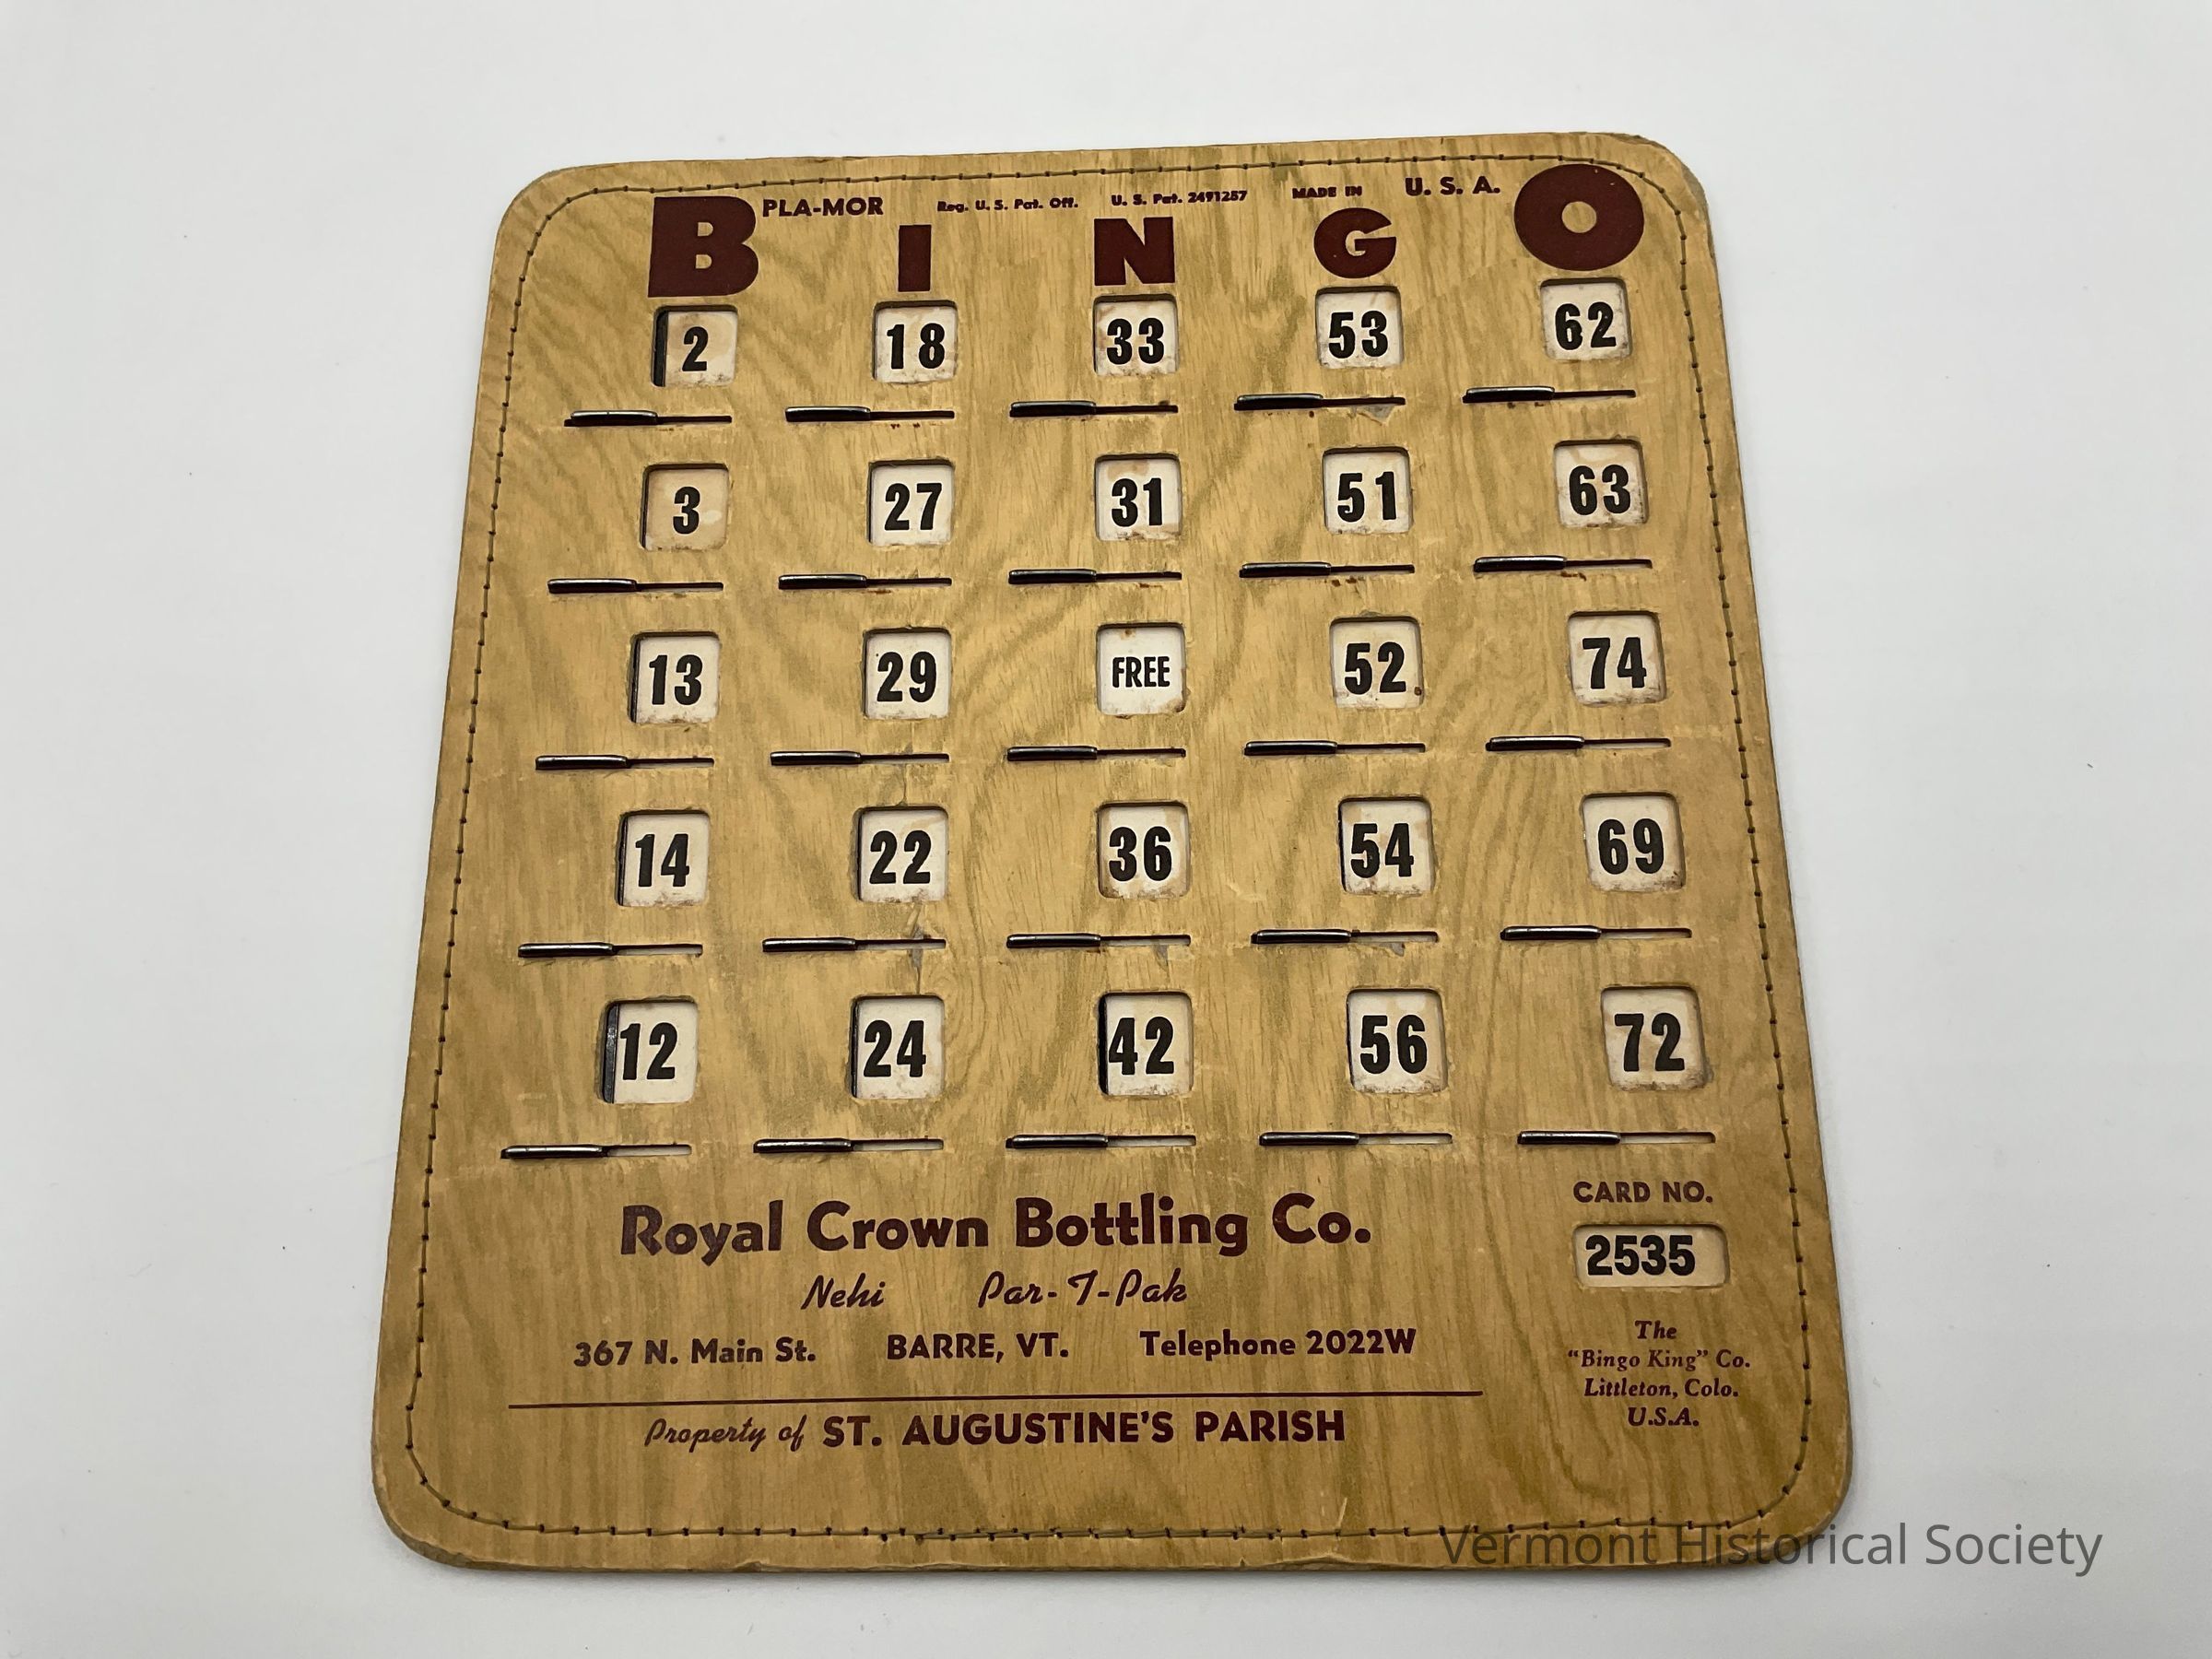 PLA-MOR Reg. U. S. Pat. Off. U. S. Pat. 2491257 MADE IN U. S. A.
B I N G O
2 18 33 53 62
3 27 31 51 63
13 29 FREE 52 74
14 22 36 54 69
12 24 42 56 72
Royal Crown Bottling Co.
Nehi Par-T-Pak
367 N. Main St. BARRE, VT. Telephone 2022W
Property of ST. AUGUSTINE'S PARISH
CARD NO.
2535
The
"Bingo King" Co.
Littleton, Colo.
U.S.A.
Vermont Historical Society